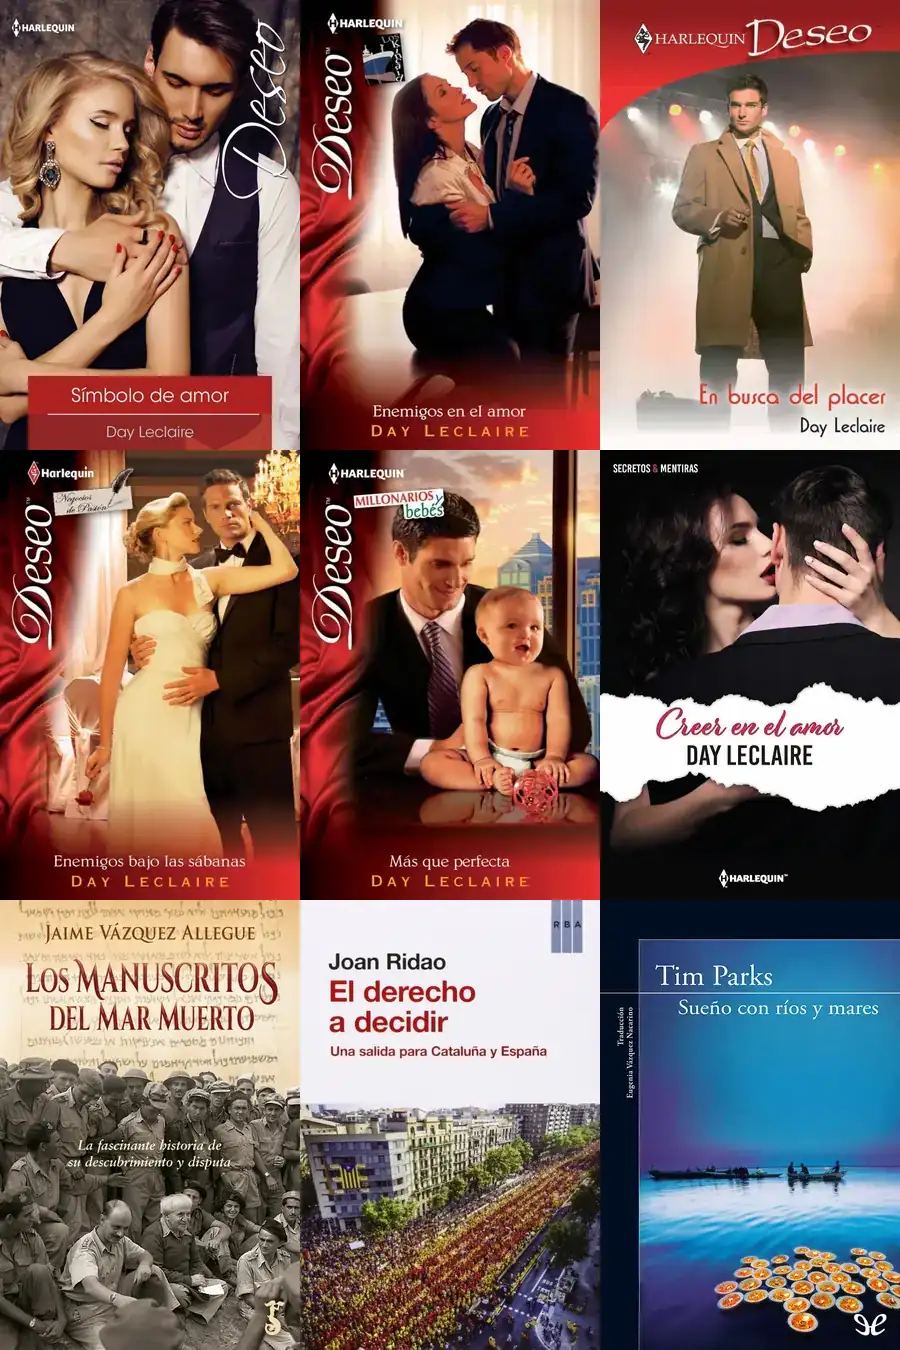 HARLEQUIN
Deseo
Símbolo de amor
Day Leclaire
HARLEQUIN
Deseo
Enemigos en el amor
DAY LECLAIRE
HARLEQUIN Deseo
En busca del placer
Day Leclaire
Harlequin
Deseo™
Negocios
de Pasión
Enemigos bajo las sábanas
DAY LECLAIRE
HARLEQUIN
Deseo™
MILLONARIOS y
bebés
Más que perfecta
DAY LECLAIRE
SECRETOS & MENTIRAS
Creer en el amor
DAY LECLAIRE
HARLEQUIN™
JAIME VÁZQUEZ ALLEGUE
LOS MANUSCRITOS
DEL MAR MUERTO
La fascinante historia de
su descubrimiento y disputa
RBA
Joan Ridao
El derecho
a decidir
Una salida para Cataluña y España
Tim Parks
Sueño con ríos y mares
Traducción
Eugenia Vázquez Nacarino